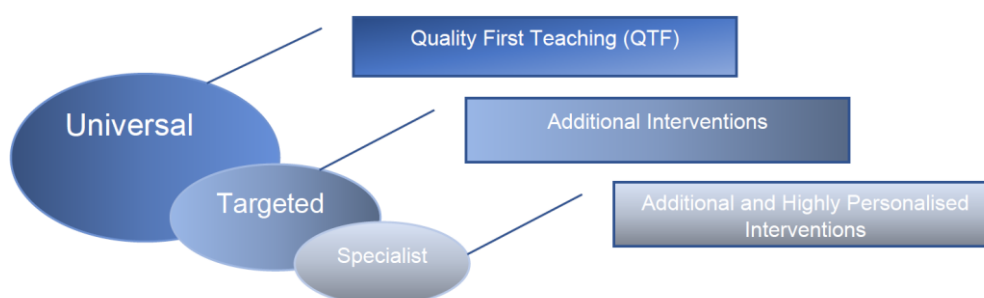 Quality First Teaching (QTF)
Universal
Additional Interventions
Targeted
Additional and Highly Personalised
Interventions
Specialist